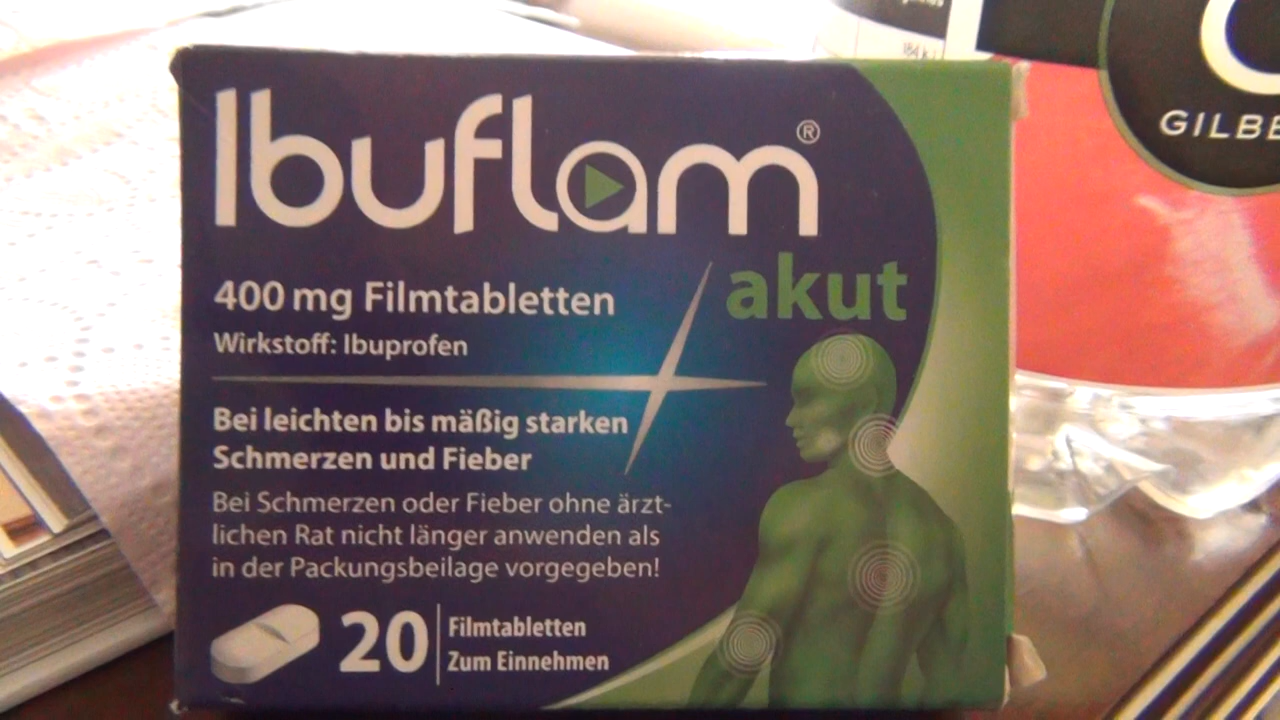 Ibuflam®
akut
400 mg Filmtabletten
Wirkstoff: Ibuprofen
Bei leichten bis mäßig starken
Schmerzen und Fieber
Bei Schmerzen oder Fieber ohne ärzt-
lichen Rat nicht länger anwenden als
in der Packungsbeilage vorgegeben!
20 Filmtabletten
Zum Einnehmen
GILBE